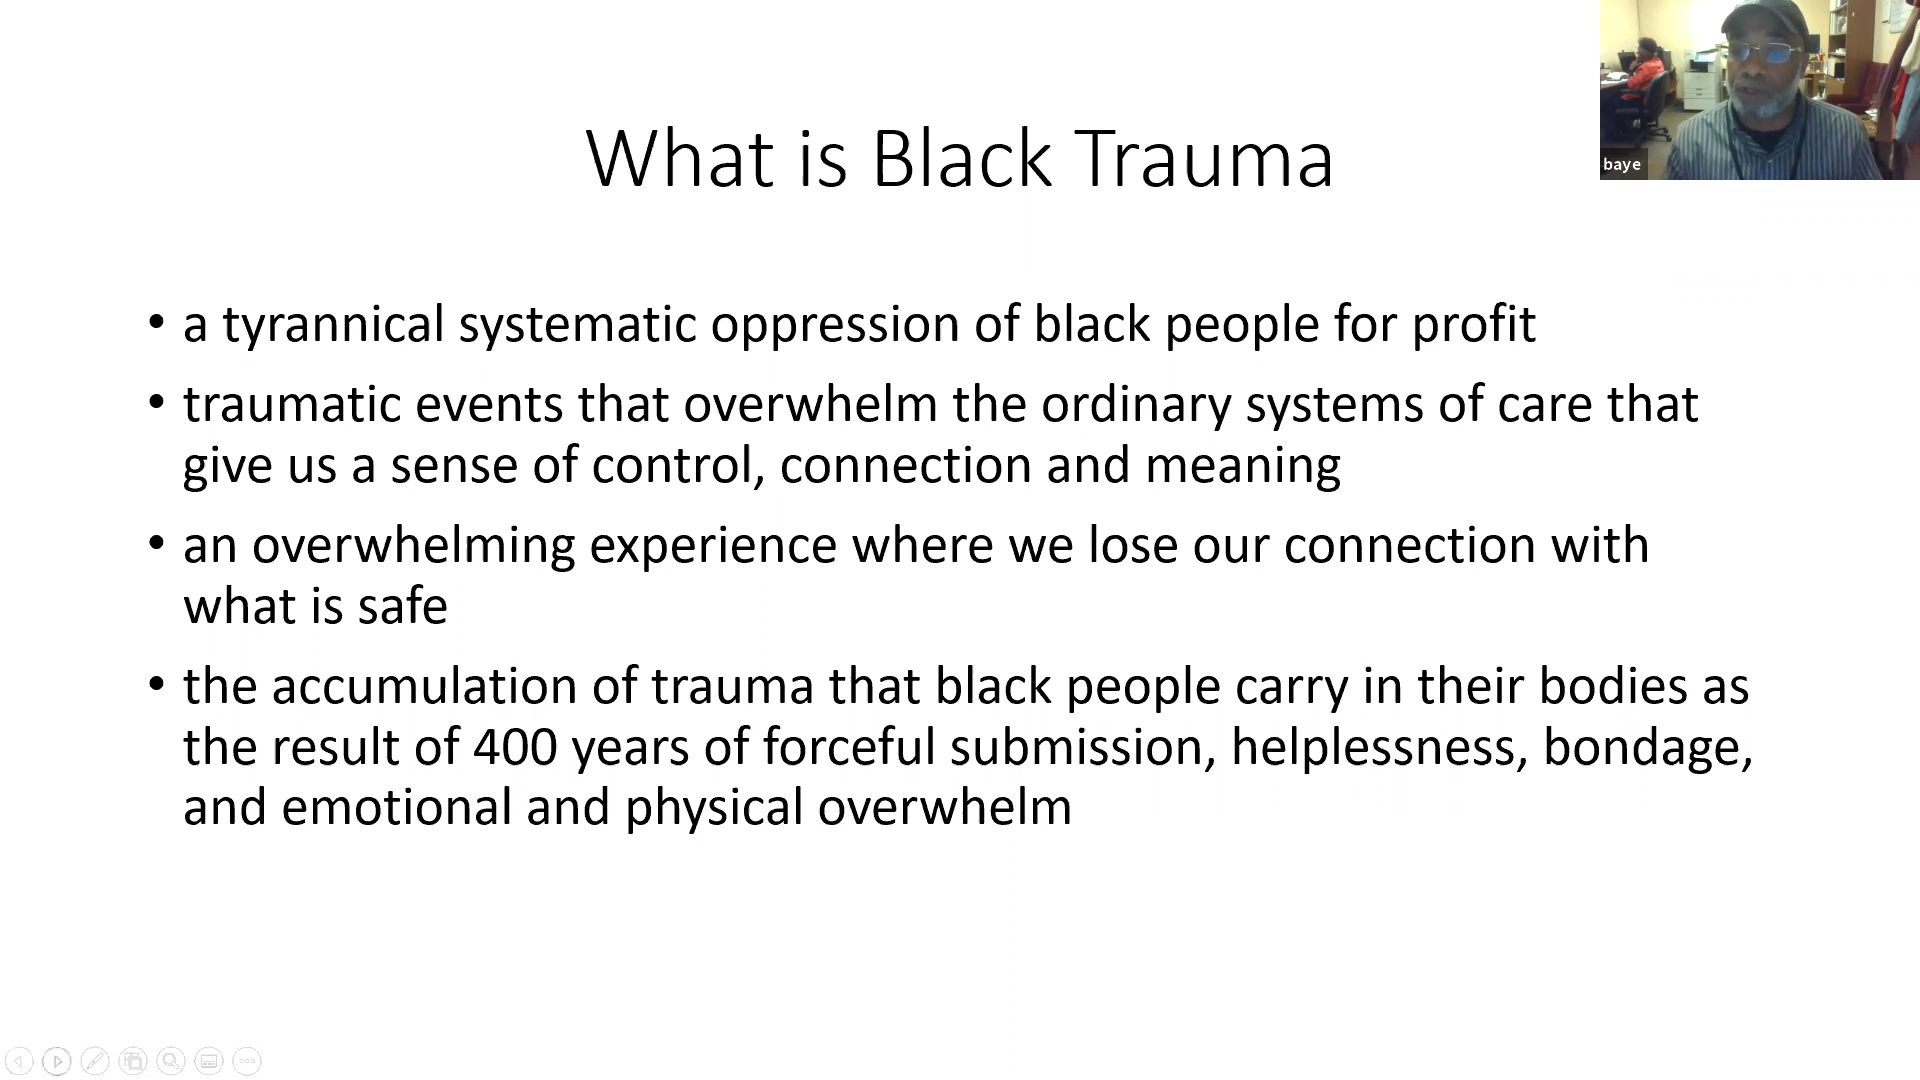 What is Black Trauma
baye
• a tyrannical systematic oppression of black people for profit
• traumatic events that overwhelm the ordinary systems of care that
give us a sense of control, connection and meaning
• an overwhelming experience where we lose our connection with
what is safe
• the accumulation of trauma that black people carry in their bodies as
the result of 400 years of forceful submission, helplessness, bondage,
and emotional and physical overwhelm